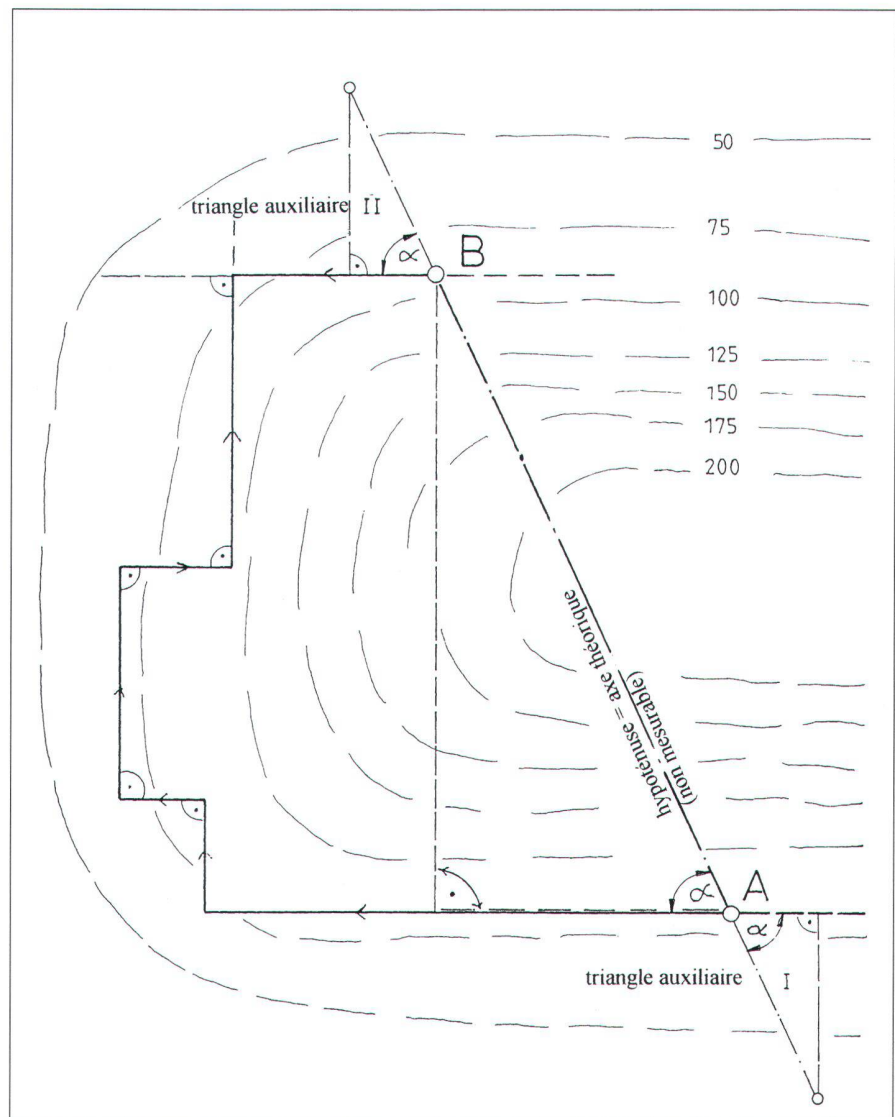 50
triangle auxiliaire II
75
α
B
100
125
150
175
200
hypoténuse = axe théorique
(non mesurable)
α
A
α
triangle auxiliaire I